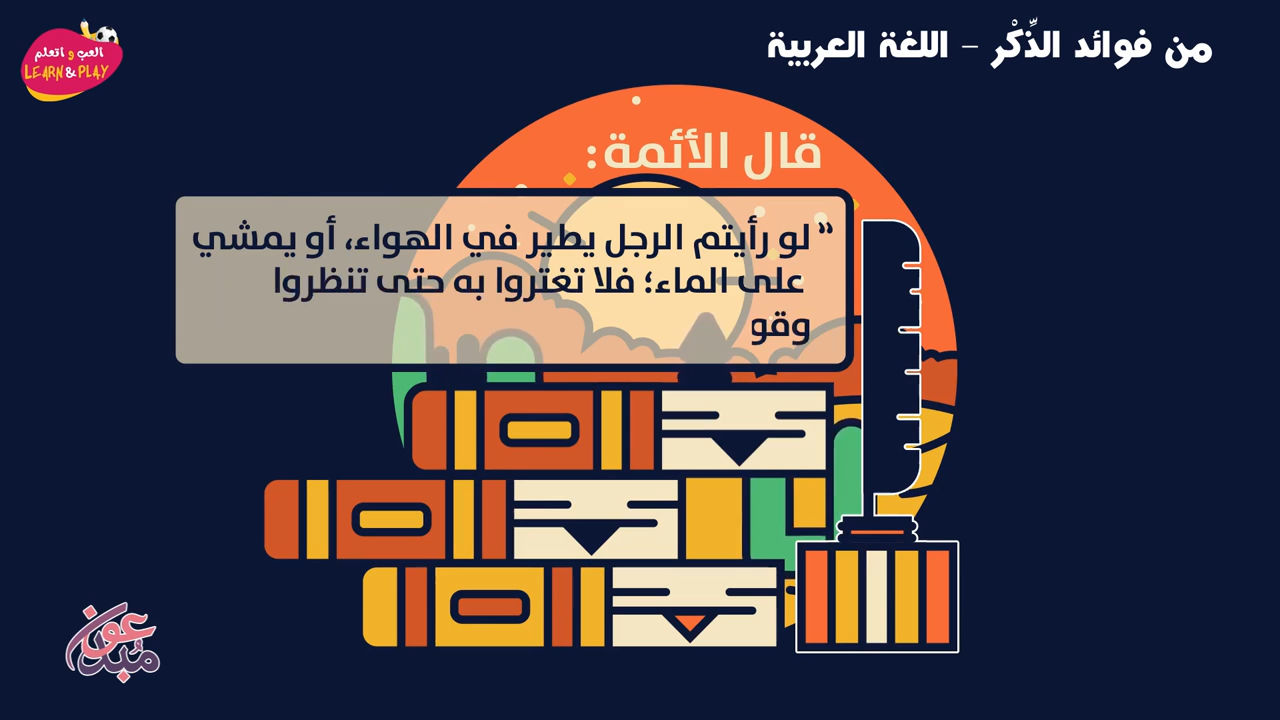 من فوائد الذِّكْر – اللغة العربية
العب و اتعلم
LEARN & PLAY
قال الأئمة:
”لو رأيتم الرجل يطير في الهواء، أو يمشي
على الماء؛ فلا تغتروا به حتى تنظروا
وقو
مُبدعون